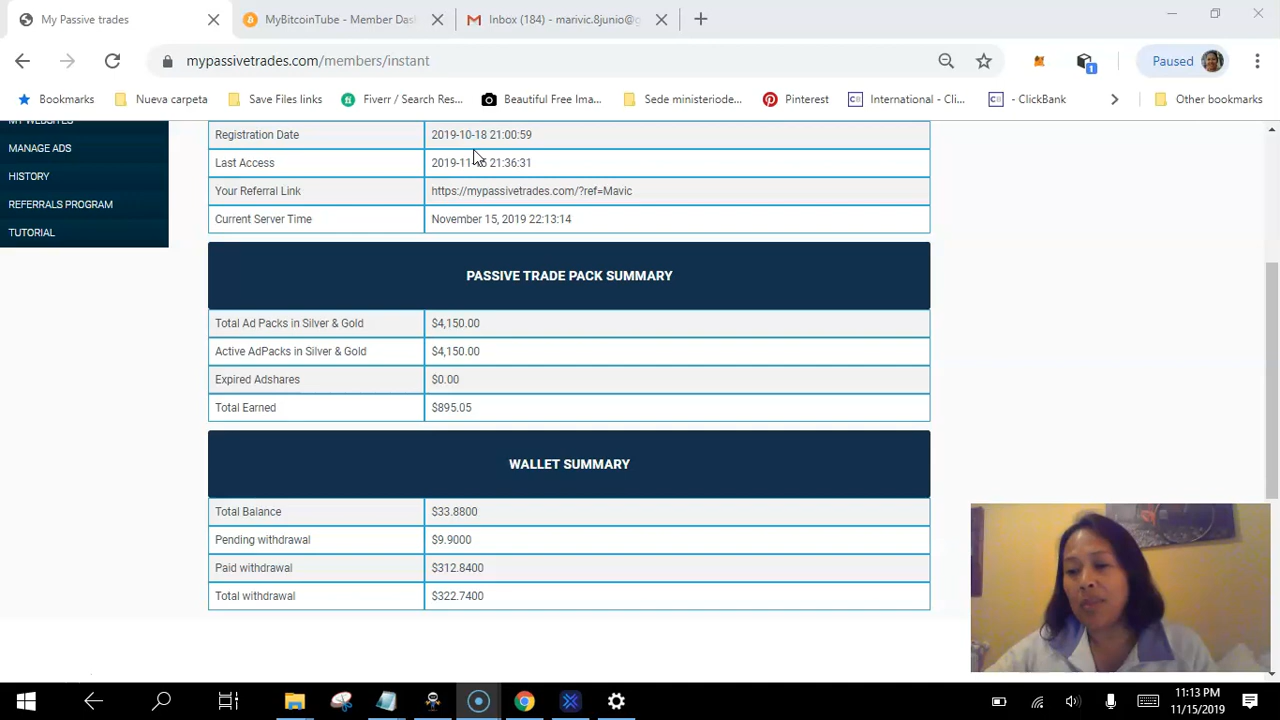 My Passive trades
MyBitcoinTube - Member Das
Inbox (184) - marivic.8junio@g
mypassivetrades.com/members/instant
Paused
Bookmarks
Nueva carpeta
Save Files links
Fiverr / Search Res...
Beautiful Free Ima...
Sede ministeriode...
Pinterest
International - Cli...
- ClickBank
Other bookmarks
MY WEBSITES
MANAGE ADS
HISTORY
REFERRALS PROGRAM
TUTORIAL
Registration Date 2019-10-18 21:00:59
Last Access 21:36:31
Your Referral Link https://mypassivetrades.com/?ref=Mavic
Current Server Time November 15, 2019 22:13:14
PASSIVE TRADE PACK SUMMARY
Total Ad Packs in Silver & Gold $4,150.00
Active AdPacks in Silver & Gold $4,150.00
Expired Adshares $0.00
Total Earned $895.05
WALLET SUMMARY
Total Balance $33.8800
Pending withdrawal $9.9000
Paid withdrawal $312.8400
Total withdrawal $322.7400
1
11:13 PM
11/15/2019